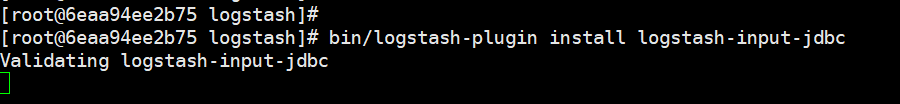 [root@6eaa94ee2b75 logstash]#
[root@6eaa94ee2b75 logstash]# bin/logstash-plugin install logstash-input-jdbc
Validating logstash-input-jdbc